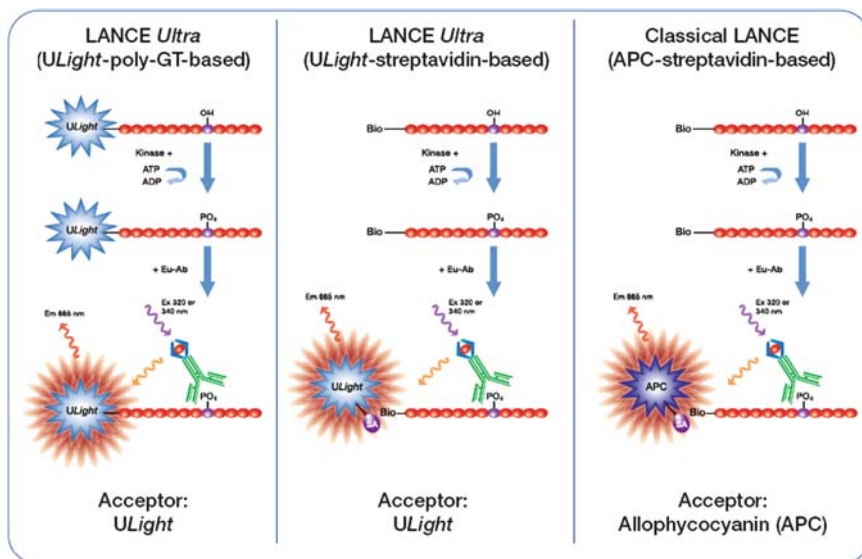 LANCE Ultra
(ULight-poly-GT-based)
ULight
OH
Kinase +
ATP
ADP
ULight
PO₄
+ Eu-Ab
Em 665 nm
Ex 320 or
340 nm
ULight
PO₄
Acceptor:
ULight
LANCE Ultra
(ULight-streptavidin-based)
OH
Bio
Kinase +
ATP
ADP
PO₄
Bio
+ Eu-Ab
Em 665 nm
Ex 320 or
340 nm
ULight
PO₄
Bio
SA
Acceptor:
ULight
Classical LANCE
(APC-streptavidin-based)
OH
Bio
Kinase +
ATP
ADP
PO₄
Bio
+ Eu-Ab
Em 665 nm
Ex 320 or
340 nm
APC
PO₄
Bio
SA
Acceptor:
Allophycocyanin (APC)